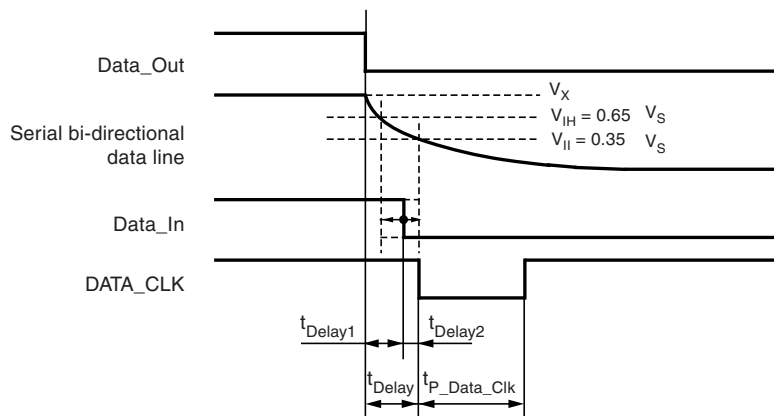 Data_Out
V_X
V_IH = 0.65 V_S
Serial bi-directional
data line
V_Il = 0.35 V_S
Data_In
DATA_CLK
t_Delay1 t_Delay2
t_Delay t_P_Data_Clk